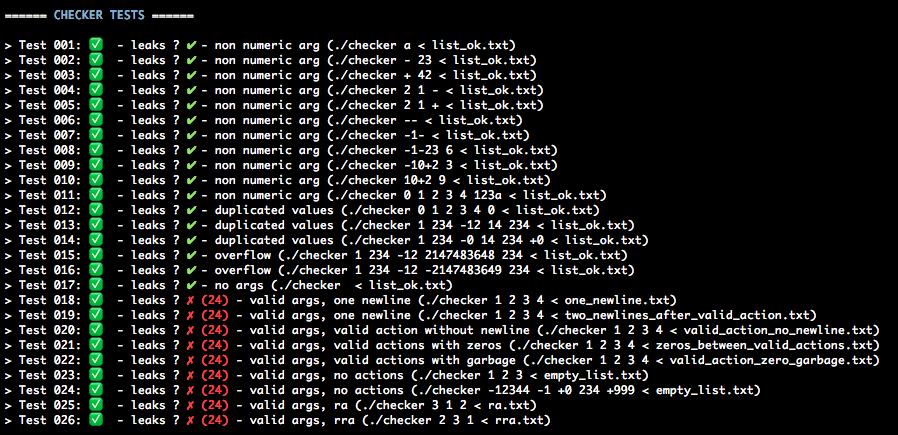 ====== CHECKER TESTS ======
> Test 001: ✅ - leaks ? ✔ - non numeric arg (./checker a < list_ok.txt)
> Test 002: ✅ - leaks ? ✔ - non numeric arg (./checker - 23 < list_ok.txt)
> Test 003: ✅ - leaks ? ✔ - non numeric arg (./checker + 42 < list_ok.txt)
> Test 004: ✅ - leaks ? ✔ - non numeric arg (./checker 2 1 - < list_ok.txt)
> Test 005: ✅ - leaks ? ✔ - non numeric arg (./checker 2 1 + < list_ok.txt)
> Test 006: ✅ - leaks ? ✔ - non numeric arg (./checker -- < list_ok.txt)
> Test 007: ✅ - leaks ? ✔ - non numeric arg (./checker -1- < list_ok.txt)
> Test 008: ✅ - leaks ? ✔ - non numeric arg (./checker -1-23 6 < list_ok.txt)
> Test 009: ✅ - leaks ? ✔ - non numeric arg (./checker -10+2 3 < list_ok.txt)
> Test 010: ✅ - leaks ? ✔ - non numeric arg (./checker 10+2 9 < list_ok.txt)
> Test 011: ✅ - leaks ? ✔ - non numeric arg (./checker 0 1 2 3 4 123a < list_ok.txt)
> Test 012: ✅ - leaks ? ✔ - duplicated values (./checker 0 1 2 3 4 0 < list_ok.txt)
> Test 013: ✅ - leaks ? ✔ - duplicated values (./checker 1 234 -12 14 234 < list_ok.txt)
> Test 014: ✅ - leaks ? ✔ - duplicated values (./checker 1 234 -0 14 234 +0 < list_ok.txt)
> Test 015: ✅ - leaks ? ✔ - overflow (./checker 1 234 -12 2147483648 234 < list_ok.txt)
> Test 016: ✅ - leaks ? ✔ - overflow (./checker 1 234 -12 -2147483649 234 < list_ok.txt)
> Test 017: ✅ - leaks ? ✔ - no args (./checker  < list_ok.txt)
> Test 018: ✅ - leaks ? ✗ (24) - valid args, one newline (./checker 1 2 3 4 < one_newline.txt)
> Test 019: ✅ - leaks ? ✗ (24) - valid args, one newline (./checker 1 2 3 4 < two_newlines_after_valid_action.txt)
> Test 020: ✅ - leaks ? ✗ (24) - valid args, valid action without newline (./checker 1 2 3 4 < valid_action_no_newline.txt)
> Test 021: ✅ - leaks ? ✗ (24) - valid args, valid actions with zeros (./checker 1 2 3 4 < zeros_between_valid_actions.txt)
> Test 022: ✅ - leaks ? ✗ (24) - valid args, valid actions with garbage (./checker 1 2 3 4 < valid_action_zero_garbage.txt)
> Test 023: ✅ - leaks ? ✗ (24) - valid args, no actions (./checker 1 2 3 < empty_list.txt)
> Test 024: ✅ - leaks ? ✗ (24) - valid args, no actions (./checker -12344 -1 +0 234 +999 < empty_list.txt)
> Test 025: ✅ - leaks ? ✗ (24) - valid args, ra (./checker 3 1 2 < ra.txt)
> Test 026: ✅ - leaks ? ✗ (24) - valid args, rra (./checker 2 3 1 < rra.txt)